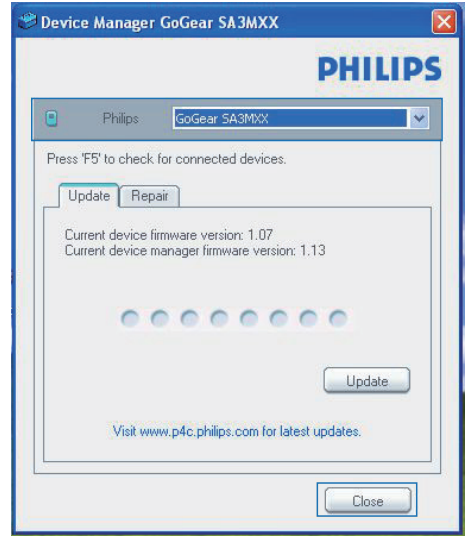 Device Manager GoGear SA3MXX
PHILIPS
Philips GoGear SA3MXX
Press 'F5' to check for connected devices.
Update Repair
Current device firmware version: 1.07
Current device manager firmware version: 1.13
Update
Visit www.p4c.philips.com for latest updates.
Close